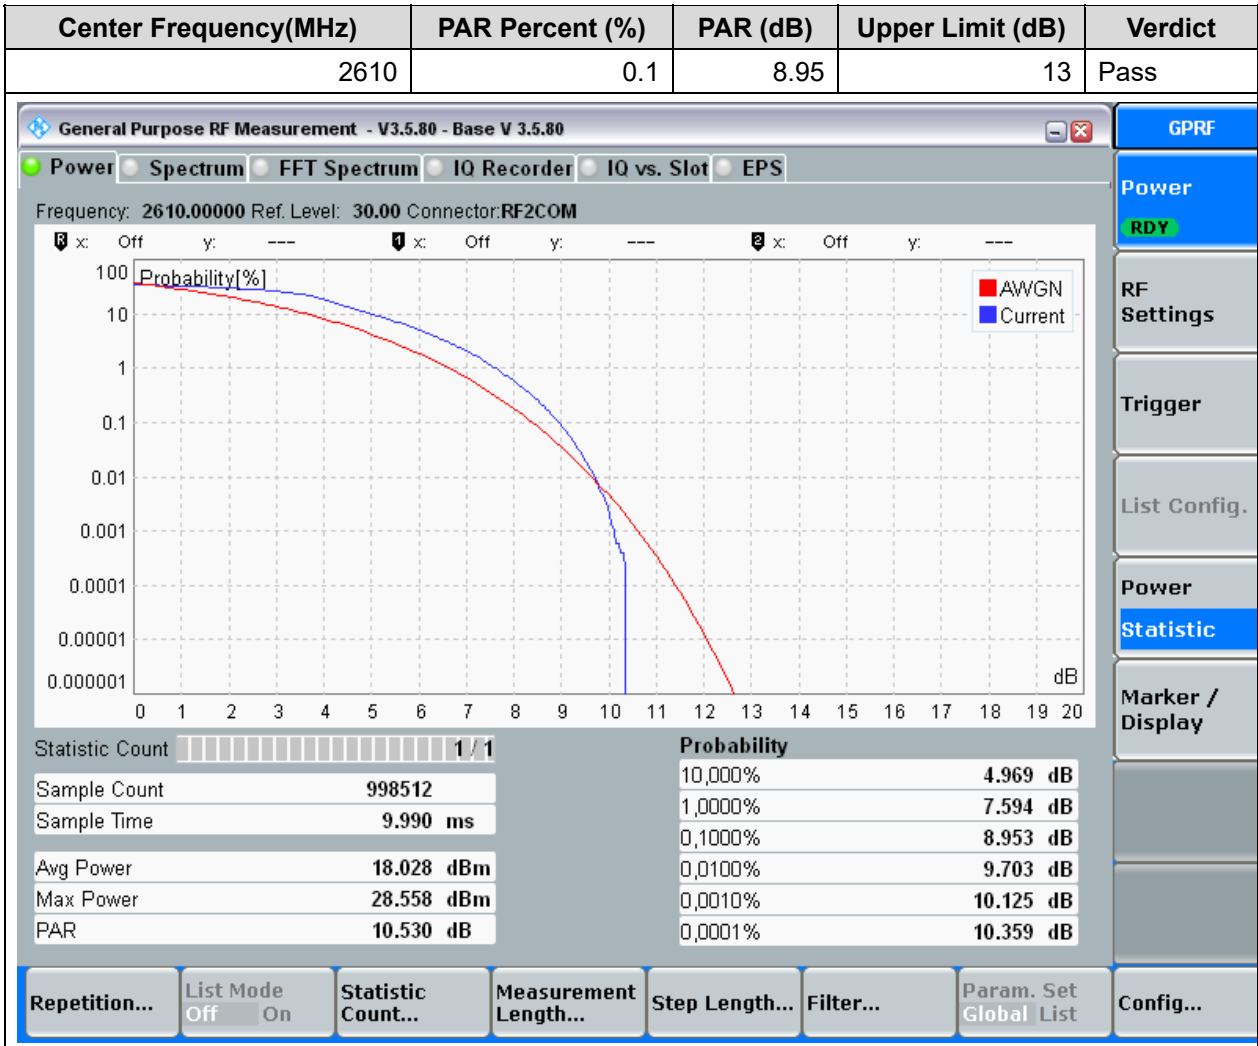 Center Frequency(MHz) PAR Percent (%) PAR (dB) Upper Limit (dB) Verdict
2610 0.1 8.95 13 Pass
General Purpose RF Measurement - V3.5.80 - Base V 3.5.80
GPRF
Power Spectrum FFT Spectrum IQ Recorder IQ vs. Slot EPS
Power
RDY
Frequency: 2610.00000 Ref. Level: 30.00 Connector:RF2COM
R x: Off y: --- 1 x: Off y: --- 2 x: Off y: ---
100 Probability[%]
AWGN
Current
10
1
0.1
0.01
0.001
0.0001
0.00001
0.000001
dB
0 1 2 3 4 5 6 7 8 9 10 11 12 13 14 15 16 17 18 19 20
RF
Settings
Trigger
List Config.
Power
Statistic
Marker /
Display
Statistic Count 1 / 1
Sample Count 998512
Sample Time 9.990 ms
Avg Power 18.028 dBm
Max Power 28.558 dBm
PAR 10.530 dB
Probability
10,000% 4.969 dB
1,0000% 7.594 dB
0,1000% 8.953 dB
0,0100% 9.703 dB
0,0010% 10.125 dB
0,0001% 10.359 dB
Repetition...
List Mode
Off On
Statistic
Count...
Measurement
Length...
Step Length...
Filter...
Param. Set
Global List
Config...